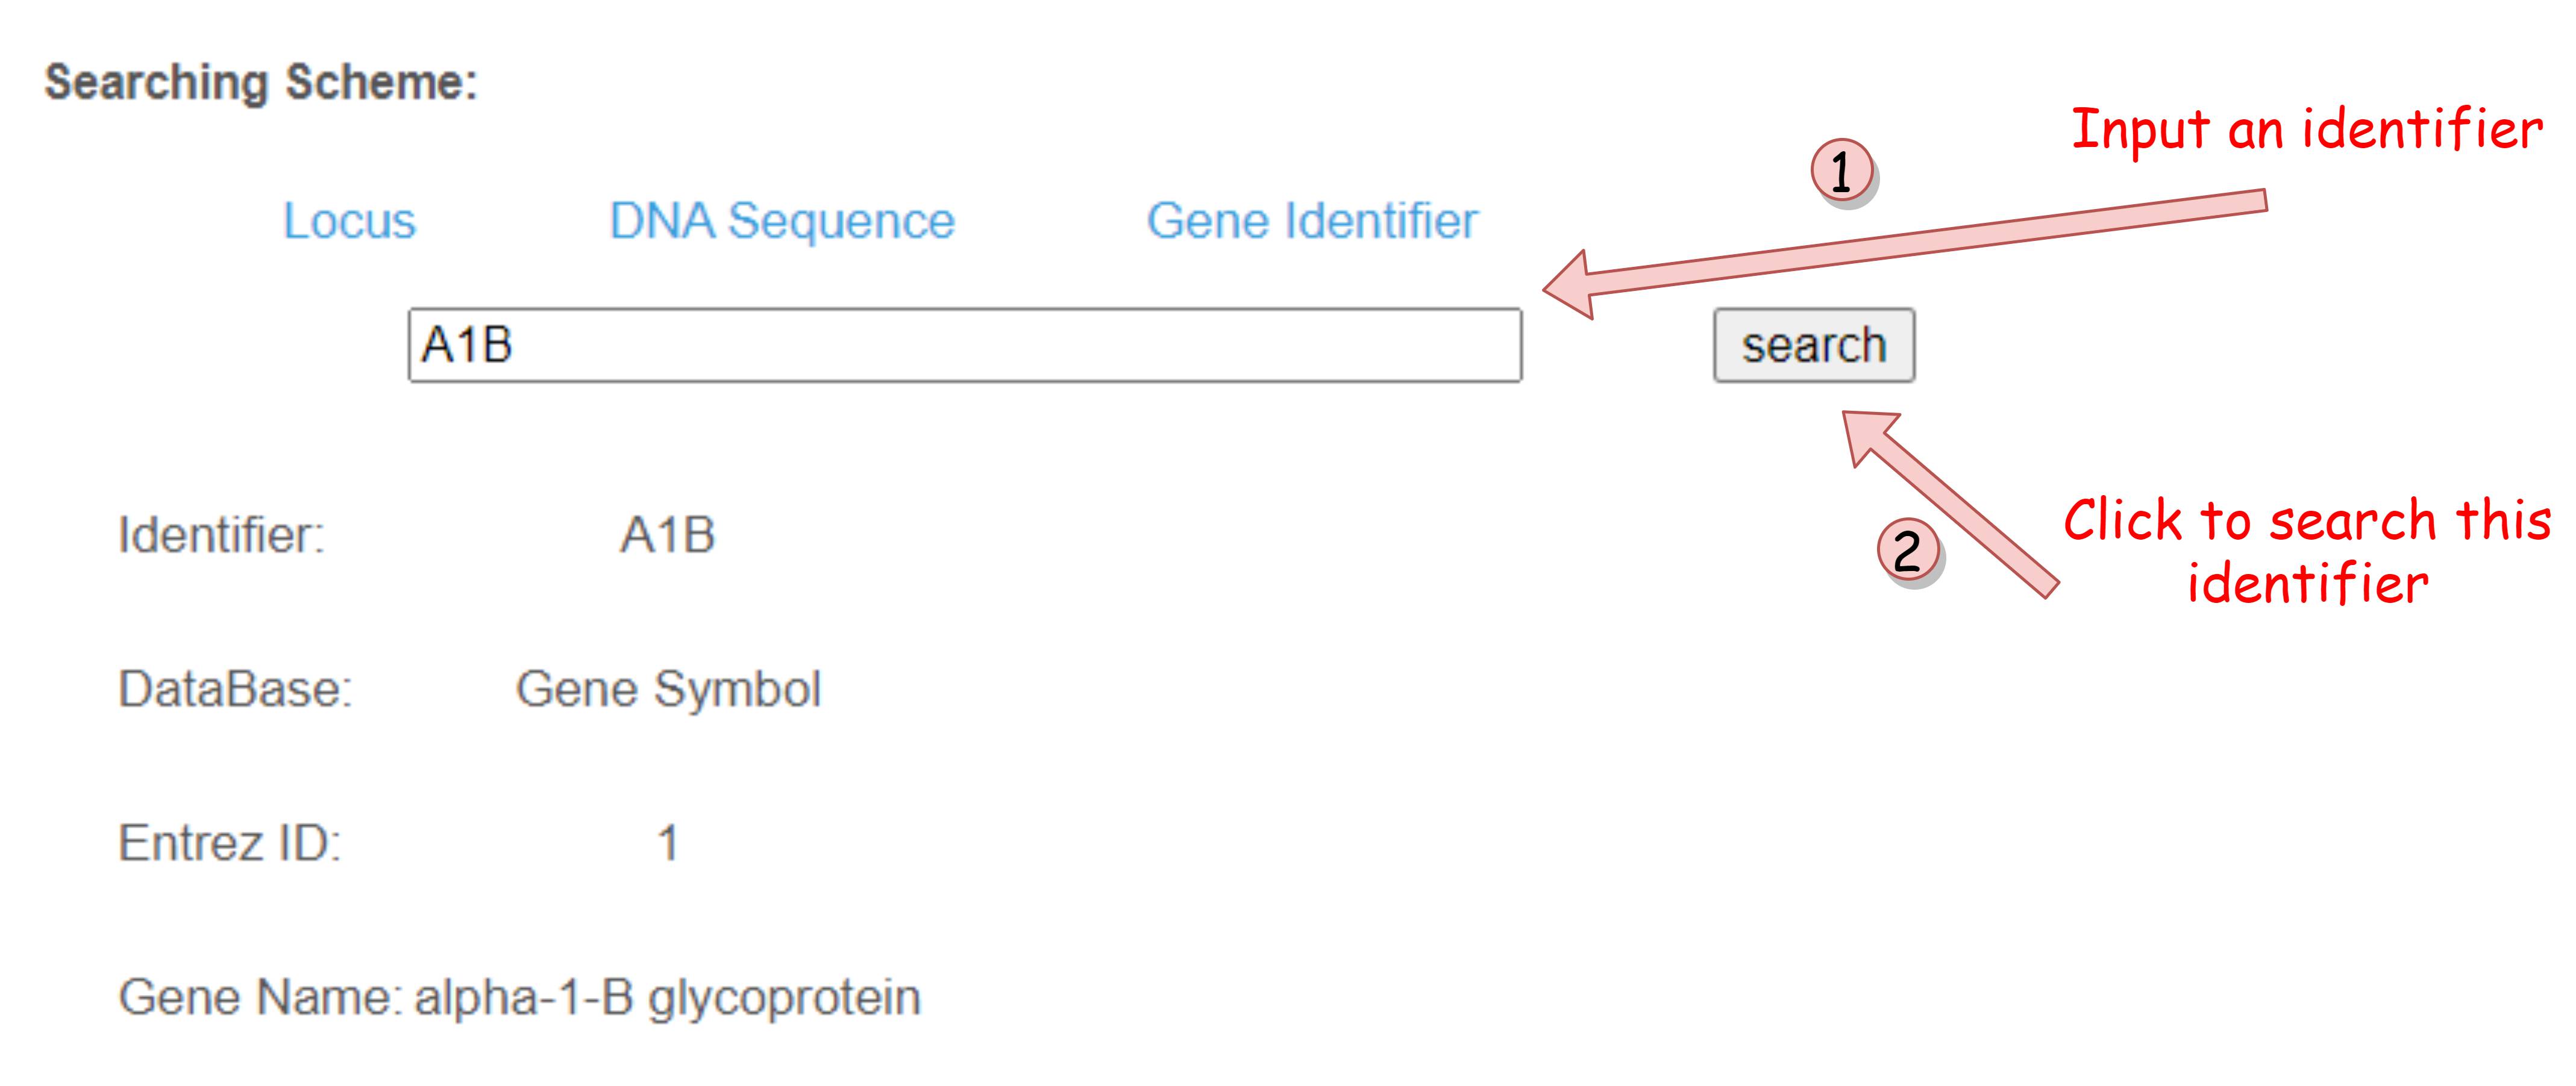 Searching Scheme:
Input an identifier
1
Locus DNA Sequence Gene Identifier
A1B search
Identifier: A1B
Click to search this
identifier
2
DataBase: Gene Symbol
Entrez ID: 1
Gene Name: alpha-1-B glycoprotein